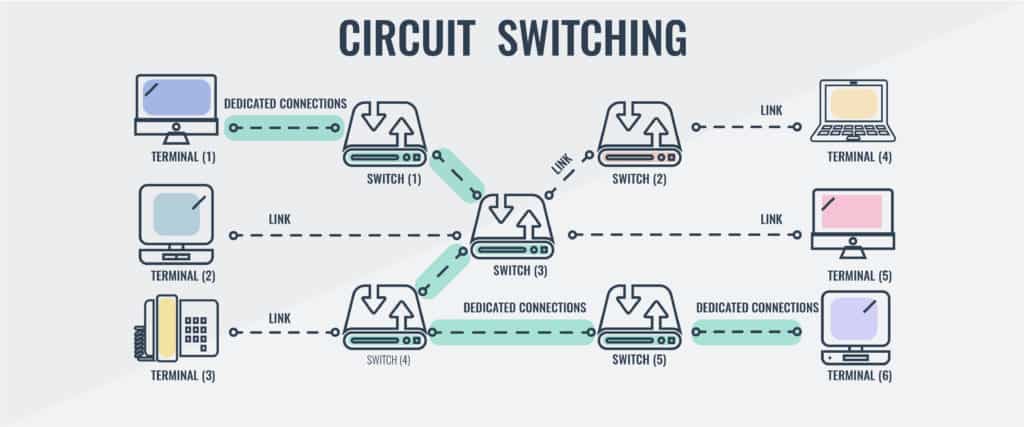 CIRCUIT SWITCHING
DEDICATED CONNECTIONS
LINK
TERMINAL (1)
SWITCH (1)
LINK
SWITCH (2)
TERMINAL (4)
LINK
LINK
TERMINAL (2)
SWITCH (3)
TERMINAL (5)
LINK
DEDICATED CONNECTIONS
DEDICATED CONNECTIONS
TERMINAL (3)
SWITCH (4)
SWITCH (5)
TERMINAL (6)